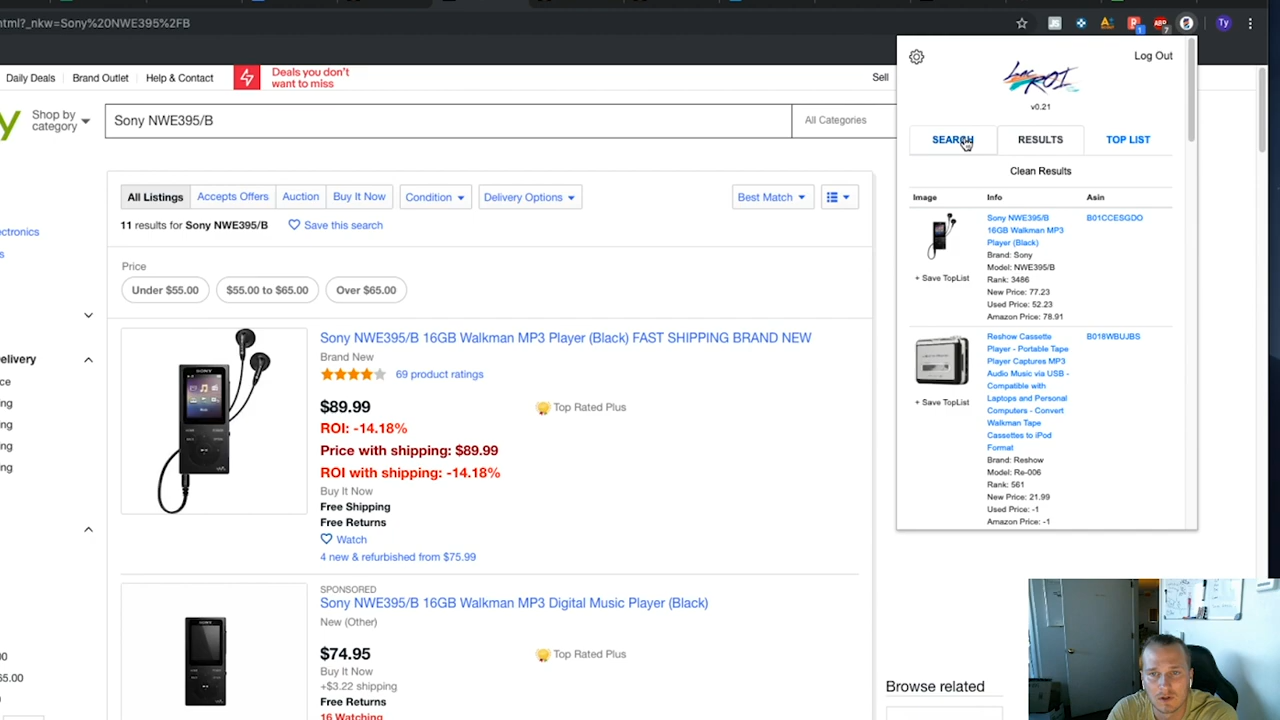 html?_nkw=Sony%20NWE395%2FB
Ty
Daily Deals
Brand Outlet
Help & Contact
Deals you don't
want to miss
Sell
Shop by
category
Sony NWE395/B
All Categories
All Listings
Accepts Offers
Auction
Buy It Now
Condition
Delivery Options
Best Match
11 results for Sony NWE395/B
Save this search
Price
Under $55.00
$55.00 to $65.00
Over $65.00
ectronics
s
elivery
ce
ng
ng
ng
ng
00
65.00
Sony NWE395/B 16GB Walkman MP3 Player (Black) FAST SHIPPING BRAND NEW
Brand New
69 product ratings
$89.99
Top Rated Plus
ROI: -14.18%
Price with shipping: $89.99
ROI with shipping: -14.18%
Buy It Now
Free Shipping
Free Returns
Watch
4 new & refurbished from $75.99
SPONSORED
Sony NWE395/B 16GB Walkman MP3 Digital Music Player (Black)
New (Other)
$74.95
Top Rated Plus
Buy It Now
+$3.22 shipping
Free Returns
16 Watching
Browse related
Log Out
ROI
v0.21
SEARCH
RESULTS
TOP LIST
Clean Results
Image
Info
Asin
Sony NWE395/B
16GB Walkman MP3
Player (Black)
Brand: Sony
Model: NWE395/B
Rank: 3486
New Price: 77.23
Used Price: 52.23
Amazon Price: 78.91
B01CCESGDO
+ Save TopList
Reshow Cassette
Player - Portable Tape
Player Captures MP3
Audio Music via USB -
Compatible with
Laptops and Personal
Computers - Convert
Walkman Tape
Cassettes to iPod
Format
Brand: Reshow
Model: Re-006
Rank: 561
New Price: 21.99
Used Price: -1
Amazon Price: -1
B018WBUJBS
+ Save TopList